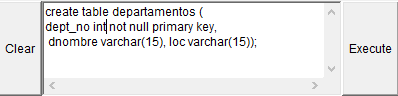 Clear
create table departamentos (
dept_no int not null primary key,
dnombre varchar(15), loc varchar(15));
Execute